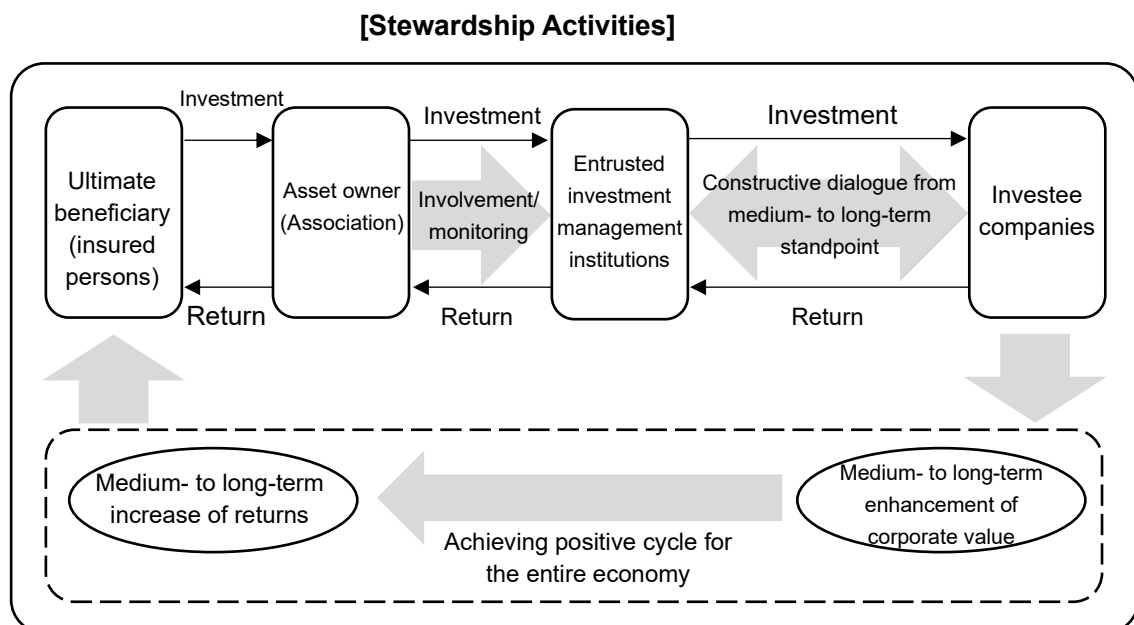 [Stewardship Activities]
Investment
Investment
Investment
Ultimate
beneficiary
(insured
persons)
Asset owner
(Association)
Involvement/
monitoring
Entrusted
investment
management
institutions
Constructive dialogue from
medium- to long-term
standpoint
Investee
companies
Return
Return
Return
Medium- to long-term
increase of returns
Achieving positive cycle for
the entire economy
Medium- to long-term
enhancement of
corporate value